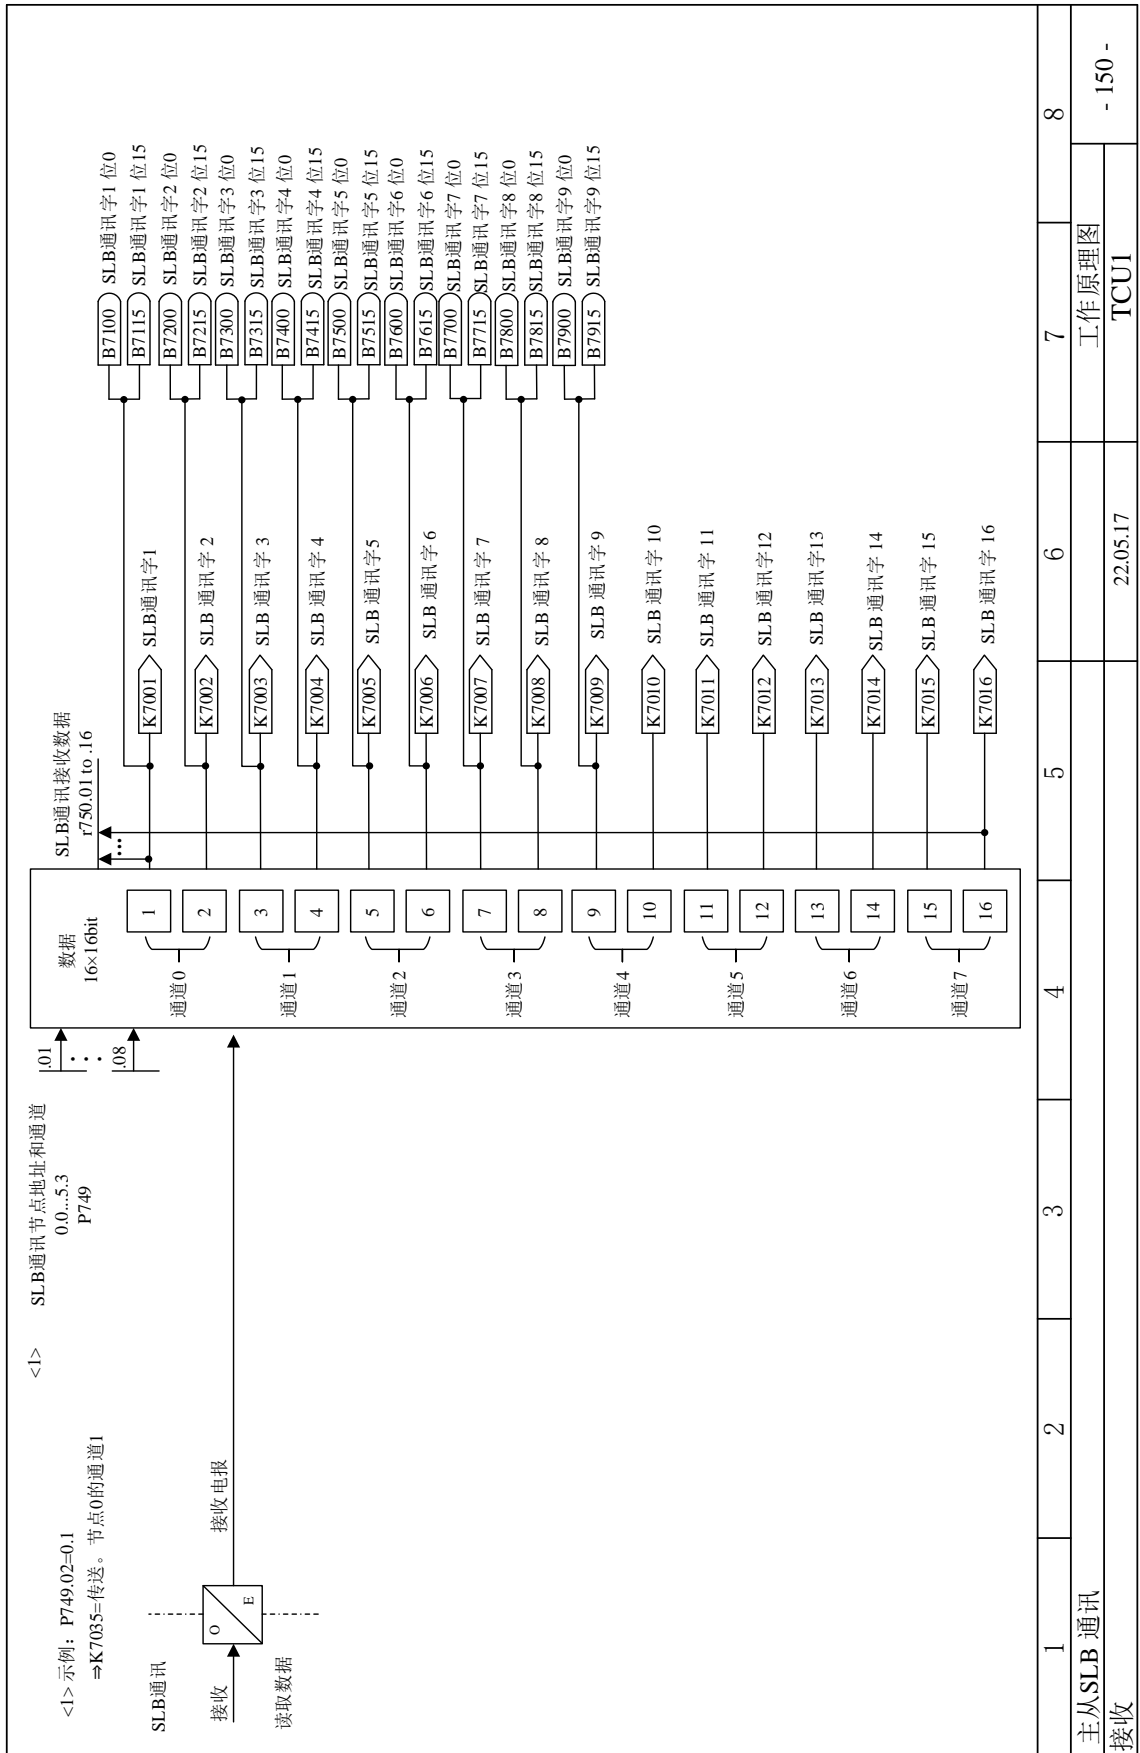 <1> 示例：P749.02=0.1
⇒K7035=传送。节点0的通道1
<1>
SLB通讯节点地址和通道
0.0...5.3
P749
.01
.08
SLB通讯
接收
读取数据
O
E
接收电报
数据
16×16bit
SLB通讯接收数据
r750.01 to .16
通道0
1
2
通道1
3
4
通道2
5
6
通道3
7
8
通道4
9
10
通道5
11
12
通道6
13
14
通道7
15
16
K7001 SLB通讯字1
K7002 SLB 通讯字 2
K7003 SLB 通讯字 3
K7004 SLB 通讯字 4
K7005 SLB 通讯字5
K7006 SLB 通讯字 6
K7007 SLB 通讯字 7
K7008 SLB 通讯字 8
K7009 SLB 通讯字 9
K7010 SLB 通讯字 10
K7011 SLB 通讯字 11
K7012 SLB 通讯字12
K7013 SLB 通讯字13
K7014 SLB 通讯字 14
K7015 SLB 通讯字 15
K7016 SLB 通讯字 16
B7100 SLB通讯字1 位0
B7115 SLB通讯字1 位15
B7200 SLB通讯字2 位0
B7215 SLB通讯字2 位15
B7300 SLB通讯字3 位0
B7315 SLB通讯字3 位15
B7400 SLB通讯字4 位0
B7415 SLB通讯字4 位15
B7500 SLB通讯字5 位0
B7515 SLB通讯字5 位15
B7600 SLB通讯字6 位0
B7615 SLB通讯字6 位15
B7700 SLB通讯字7 位0
B7715 SLB通讯字7 位15
B7800 SLB通讯字8 位0
B7815 SLB通讯字8 位15
B7900 SLB通讯字9 位0
B7915 SLB通讯字9 位15
1 2 3 4 5 6 7 8
主从SLB 通讯
接收
22.05.17
工作原理图
TCU1
- 150 -